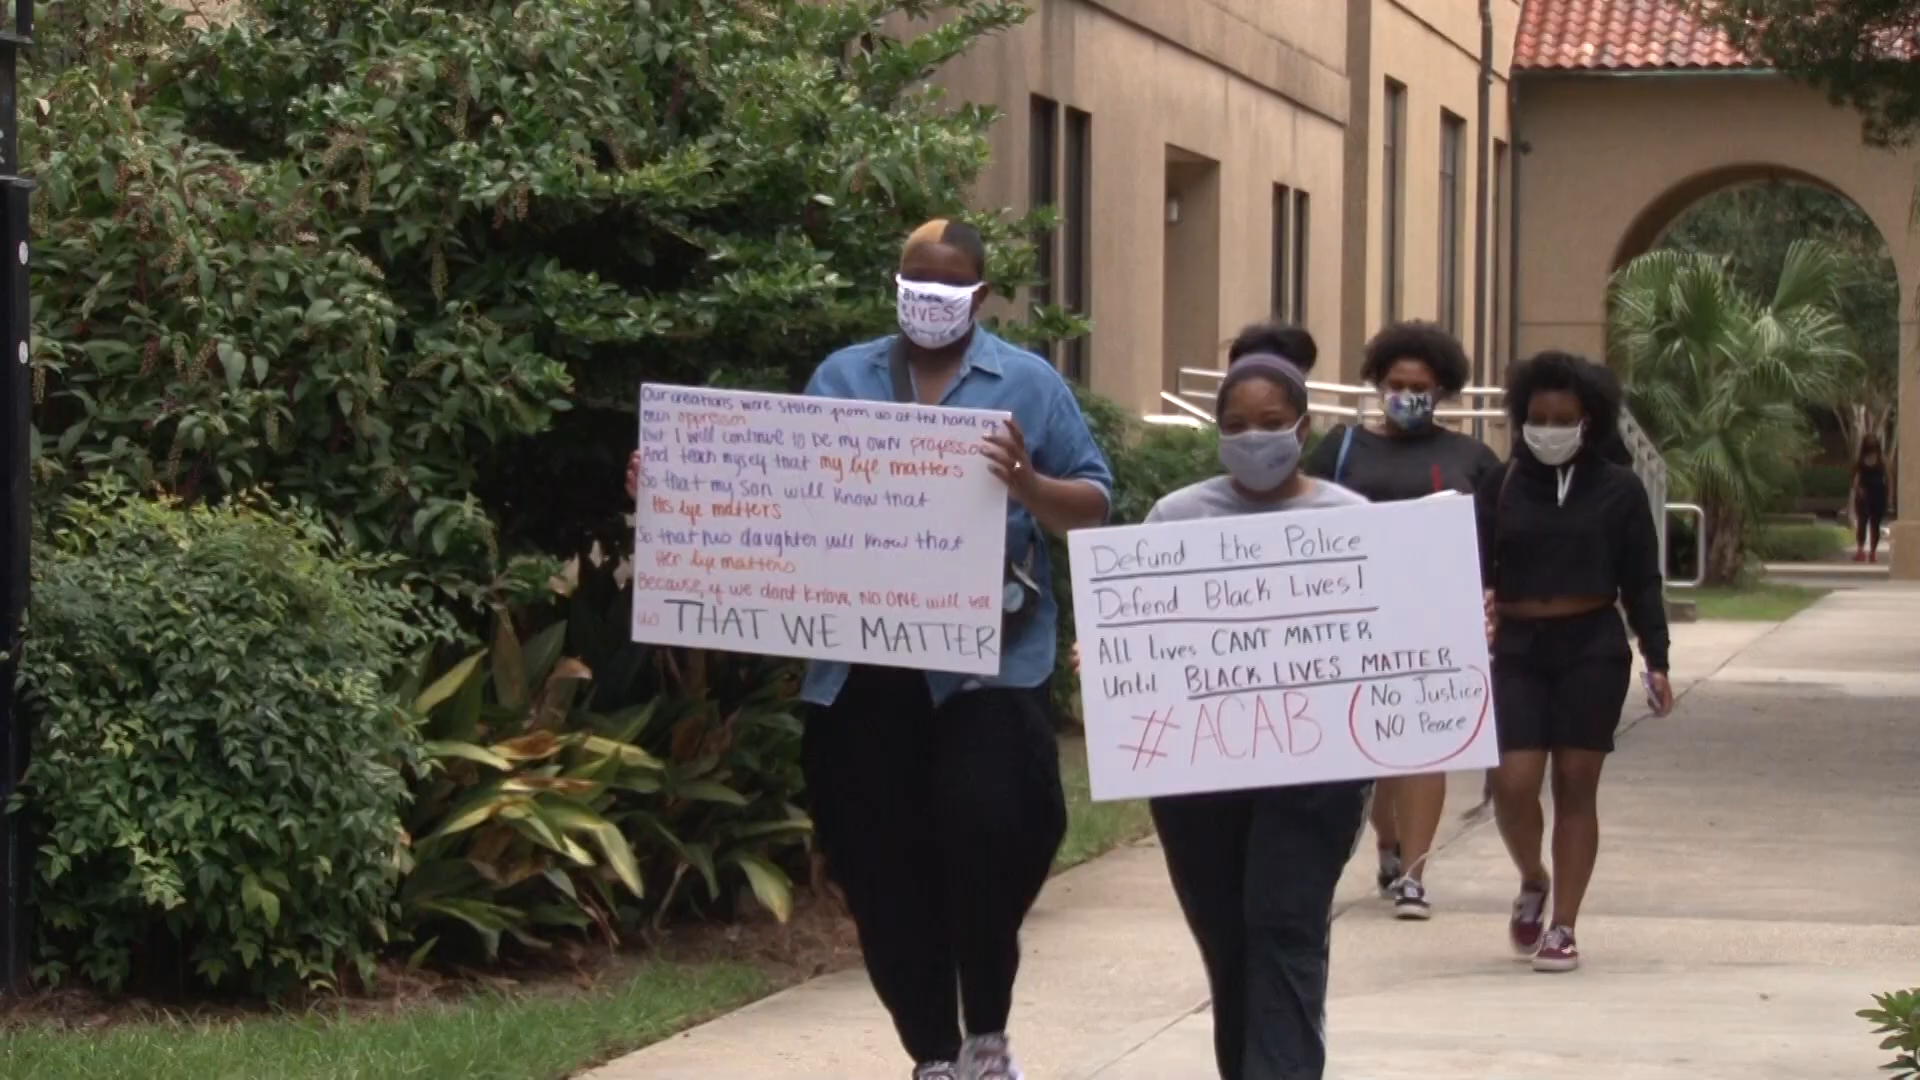 BLACK
LIVES
MATTER
Our creations were stolen from us at the hand of
our oppressor
But I will continue to be my own professor
And teach myself that my life matters
So that my son will know that
His life matters
So that his daughter will know that
Her life matters
Because, if we dont know, NO ONE will tell
us THAT WE MATTER
Defund the Police
Defend Black Lives!
All lives CANT MATTER
Until BLACK LIVES MATTER
#ACAB
No Justice
NO Peace